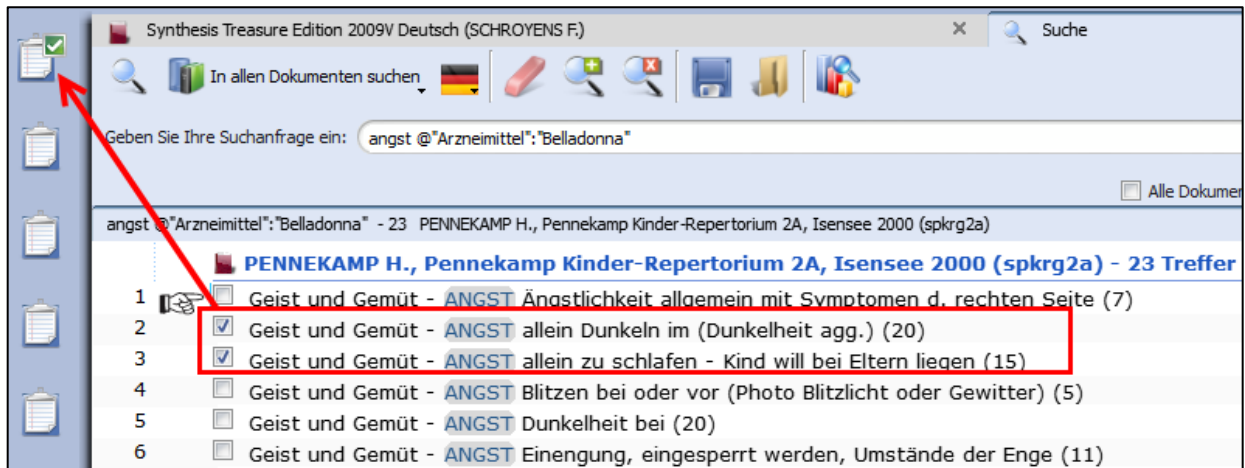 Synthesis Treasure Edition 2009V Deutsch (SCHROYENS F.)
Suche
In allen Dokumenten suchen
Geben Sie Ihre Suchanfrage ein: angst @"Arzneimittel":"Belladonna"
Alle Dokumen
angst @"Arzneimittel":"Belladonna" - 23 PENNEKAMP H., Pennekamp Kinder-Repertorium 2A, Isensee 2000 (spkrg2a)
PENNEKAMP H., Pennekamp Kinder-Repertorium 2A, Isensee 2000 (spkrg2a) - 23 Treffer
1 Geist und Gemüt - ANGST Ängstlichkeit allgemein mit Symptomen d. rechten Seite (7)
2 Geist und Gemüt - ANGST allein Dunkeln im (Dunkelheit agg.) (20)
3 Geist und Gemüt - ANGST allein zu schlafen - Kind will bei Eltern liegen (15)
4 Geist und Gemüt - ANGST Blitzen bei oder vor (Photo Blitzlicht oder Gewitter) (5)
5 Geist und Gemüt - ANGST Dunkelheit bei (20)
6 Geist und Gemüt - ANGST Einengung, eingesperrt werden, Umstände der Enge (11)